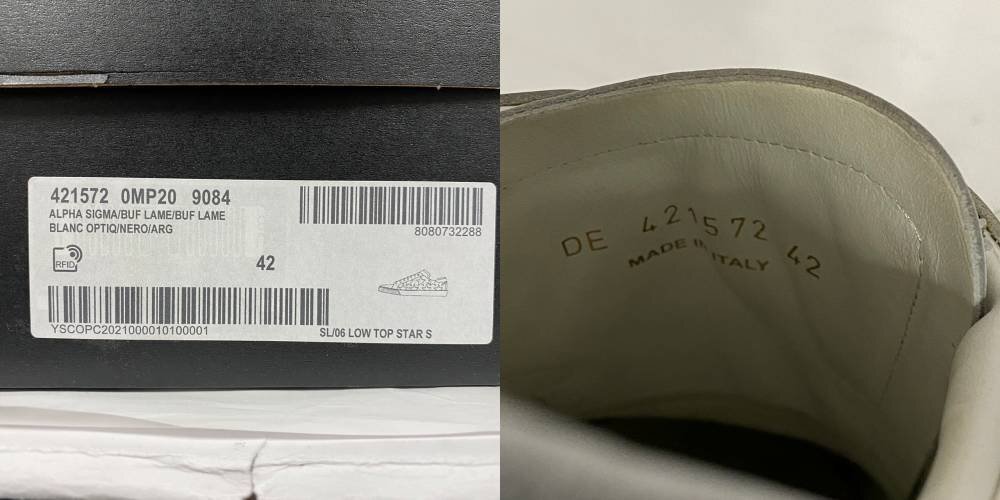 421572 0MP20 9084
ALPHA SIGMA/BUF LAME/BUF LAME
BLANC OPTIQ/NERO/ARG
8080732288
RFID
42
YSCOPC2021000010100001
SL/06 LOW TOP STAR S
DE 421572 42
MADE IN ITALY